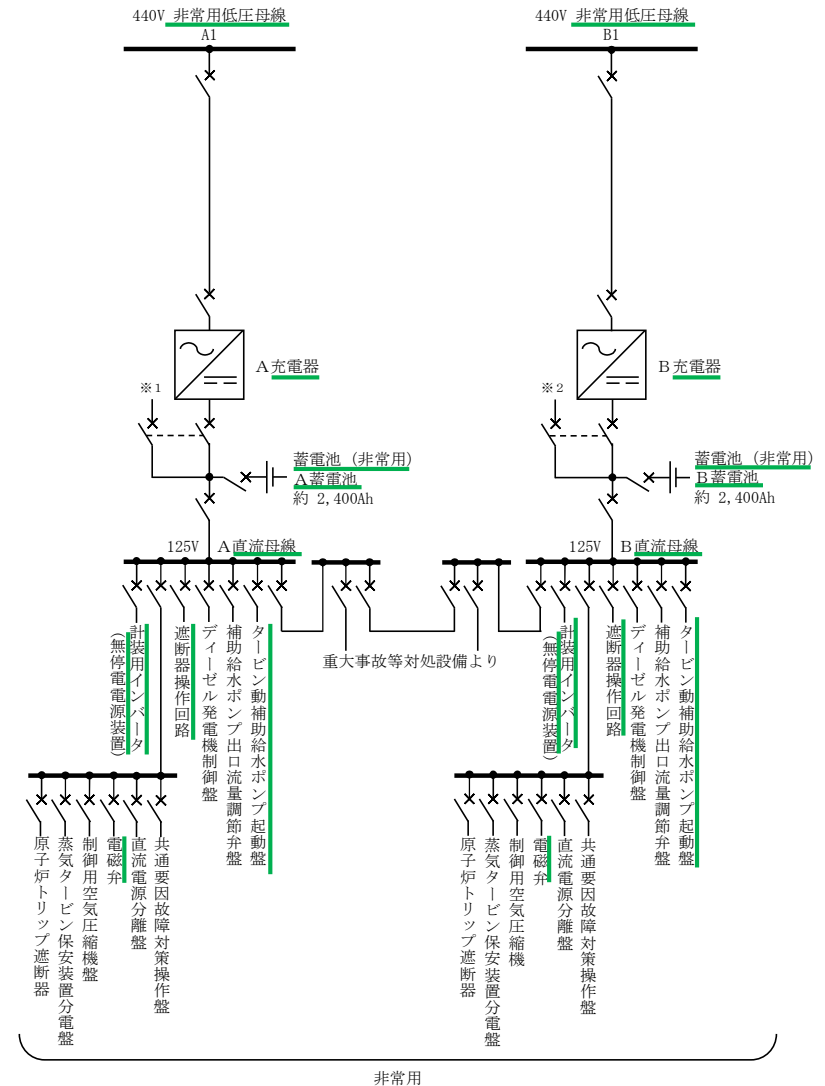 440V 非常用低圧母線
A1
440V 非常用低圧母線
B1
A充電器
B充電器
※1
※2
蓄電池（非常用）
A蓄電池
約 2,400Ah
蓄電池（非常用）
B蓄電池
約 2,400Ah
125V A直流母線
125V B直流母線
計装用インバータ
（無停電電源装置）
遮断器操作回路
ディーゼル発電機制御盤
補助給水ポンプ出口流量調節弁盤
タービン動補助給水ポンプ起動盤
重大事故等対処設備より
計装用インバータ
（無停電電源装置）
遮断器操作回路
ディーゼル発電機制御盤
補助給水ポンプ出口流量調節弁盤
タービン動補助給水ポンプ起動盤
原子炉トリップ遮断器
蒸気タービン保安装置分電盤
制御用空気圧縮機盤
電磁弁
直流電源分離盤
共通要因故障対策操作盤
原子炉トリップ遮断器
蒸気タービン保安装置分電盤
制御用空気圧縮機
電磁弁
直流電源分離盤
共通要因故障対策操作盤
非常用